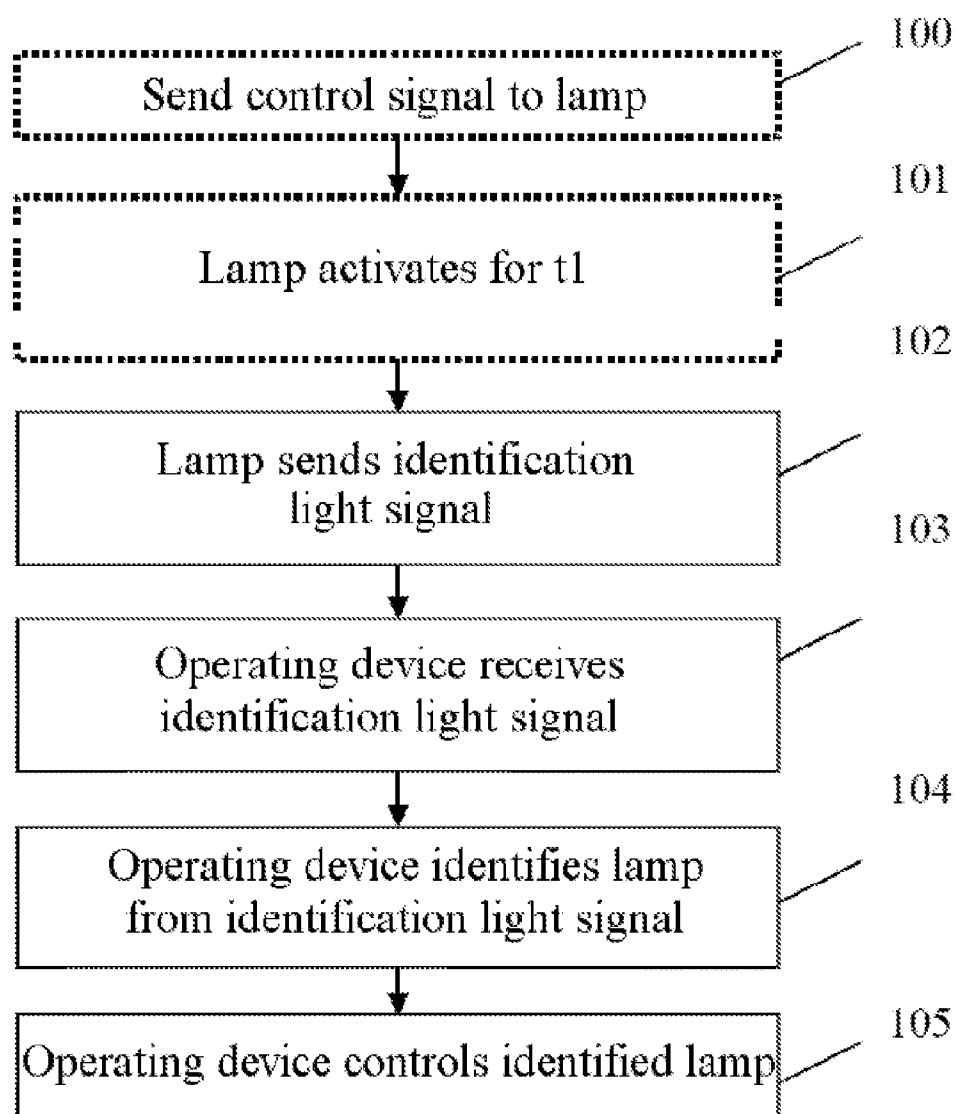 100
Send control signal to lamp
101
Lamp activates for t1
102
Lamp sends identification
light signal
103
Operating device receives
identification light signal
104
Operating device identifies lamp
from identification light signal
105
Operating device controls identified lamp